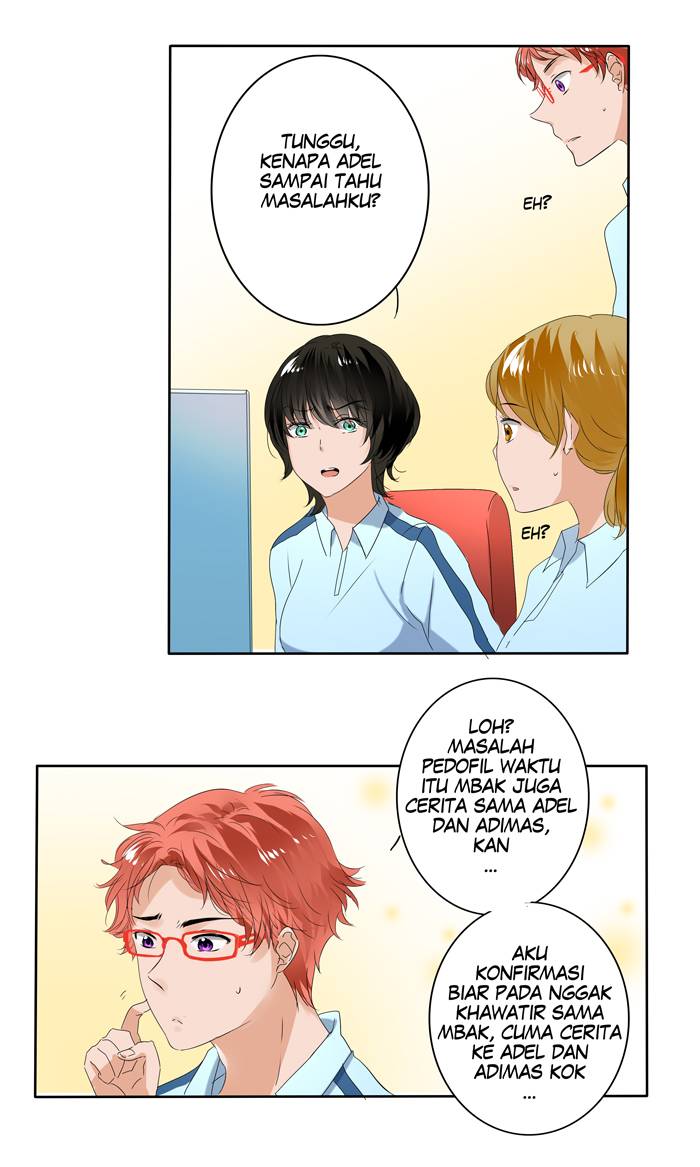 TUNGGU,
KENAPA ADEL
SAMPAI TAHU
MASALAHKU?
EH?
EH?
LOH?
MASALAH
PEDOFIL WAKTU
ITU MBAK JUGA
CERITA SAMA ADEL
DAN ADIMAS,
KAN
...
AKU
KONFIRMASI
BIAR PADA NGGAK
KHAWATIR SAMA
MBAK, CUMA CERITA
KE ADEL DAN
ADIMAS KOK
...